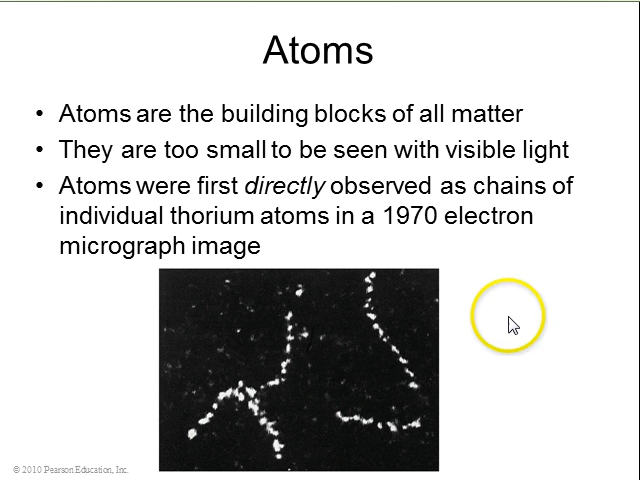 Atoms
• Atoms are the building blocks of all matter
• They are too small to be seen with visible light
• Atoms were first directly observed as chains of
individual thorium atoms in a 1970 electron
micrograph image
© 2010 Pearson Education, Inc.